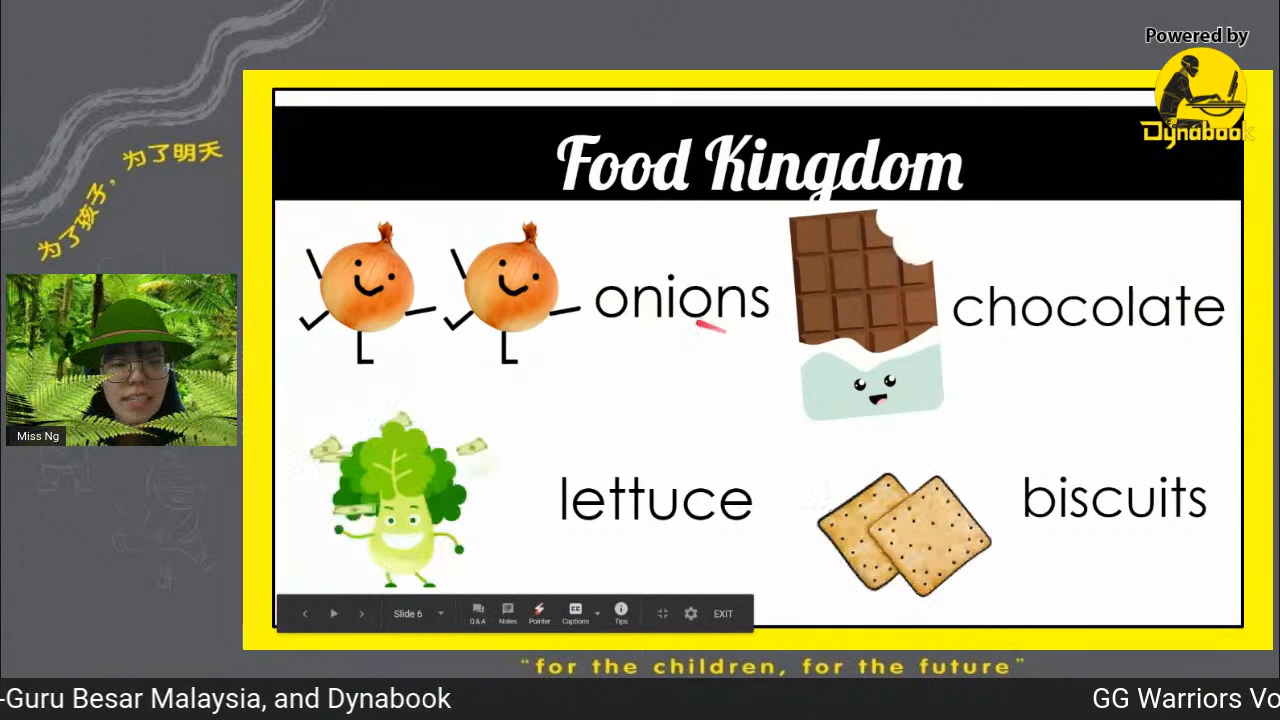 Powered by
Dynabook
为了孩子，为了明天
Food Kingdom
onions
chocolate
lettuce
biscuits
Miss Ng
Slide 6
Q & A
Notes
Pointer
Captions
Tips
EXIT
"for the children, for the future"
-Guru Besar Malaysia, and Dynabook
GG Warriors Vo